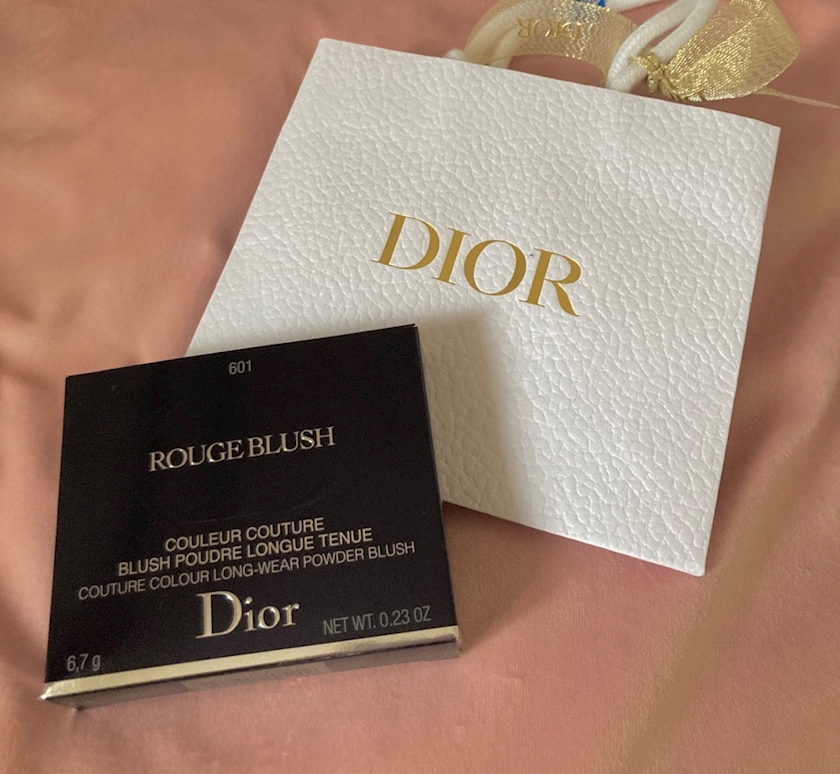 DIOR
DIOR
601
ROUGE BLUSH
COULEUR COUTURE
BLUSH POUDRE LONGUE TENUE
COUTURE COLOUR LONG-WEAR POWDER BLUSH
Dior
6,7 g
NET WT. 0.23 OZ